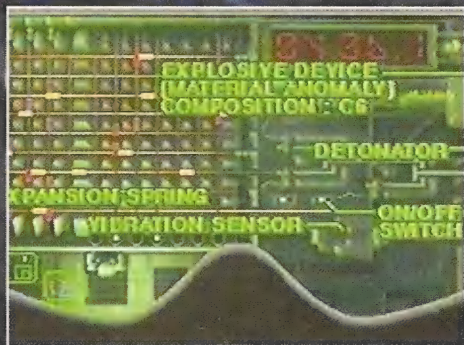 EXPLOSIVE DEVICE
(MATERIAL ANOMALY)
COMPOSITION : C6
DETONATOR
XPANSION SPRING
VIBRATION SENSOR
ON/OFF
SWITCH